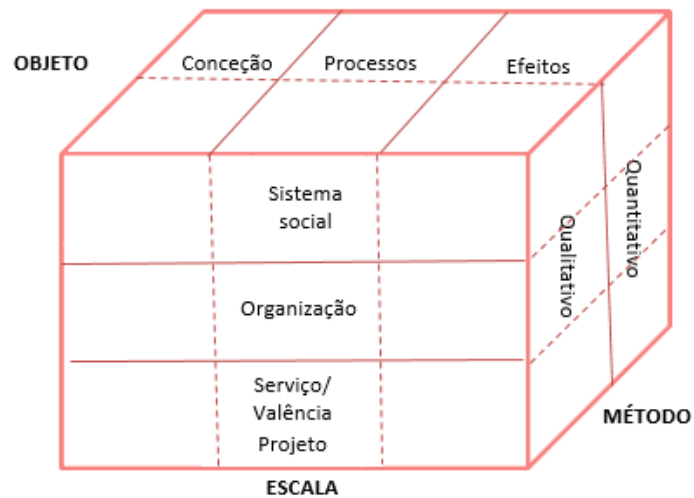 OBJETO
Conceção
Processos
Efeitos
Sistema
social
Organização
Serviço/
Valência
Projeto
Qualitativo
Quantitativo
MÉTODO
ESCALA